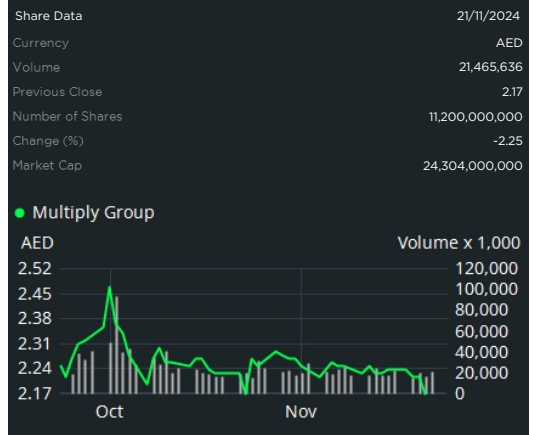 Share Data 21/11/2024
Currency AED
Volume 21,465,636
Previous Close 2.17
Number of Shares 11,200,000,000
Change (%) -2.25
Market Cap 24,304,000,000
Multiply Group
AED Volume x 1,000
2.52 120,000
2.45 100,000
2.38 80,000
60,000
2.31 40,000
2.24 20,000
2.17 0
Oct Nov